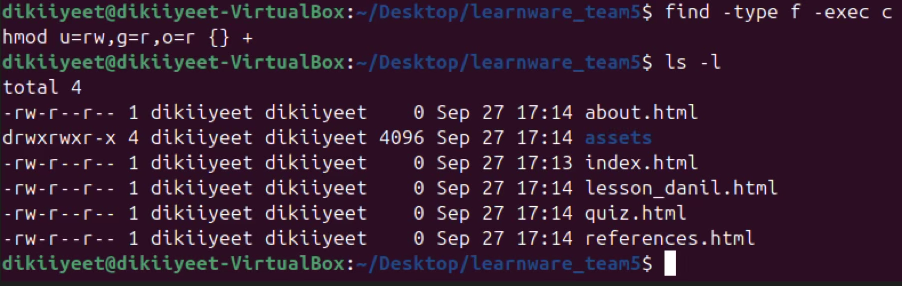 dikiiyeet@dikiiyeet-VirtualBox:~/Desktop/learnware_team5$ find -type f -exec c
hmod u=rw,g=r,o=r {} +
dikiiyeet@dikiiyeet-VirtualBox:~/Desktop/learnware_team5$ ls -l
total 4
-rw-r--r-- 1 dikiiyeet dikiiyeet    0 Sep 27 17:14 about.html
drwxrwxr-x 4 dikiiyeet dikiiyeet 4096 Sep 27 17:14 assets
-rw-r--r-- 1 dikiiyeet dikiiyeet    0 Sep 27 17:13 index.html
-rw-r--r-- 1 dikiiyeet dikiiyeet    0 Sep 27 17:14 lesson_danil.html
-rw-r--r-- 1 dikiiyeet dikiiyeet    0 Sep 27 17:14 quiz.html
-rw-r--r-- 1 dikiiyeet dikiiyeet    0 Sep 27 17:14 references.html
dikiiyeet@dikiiyeet-VirtualBox:~/Desktop/learnware_team5$